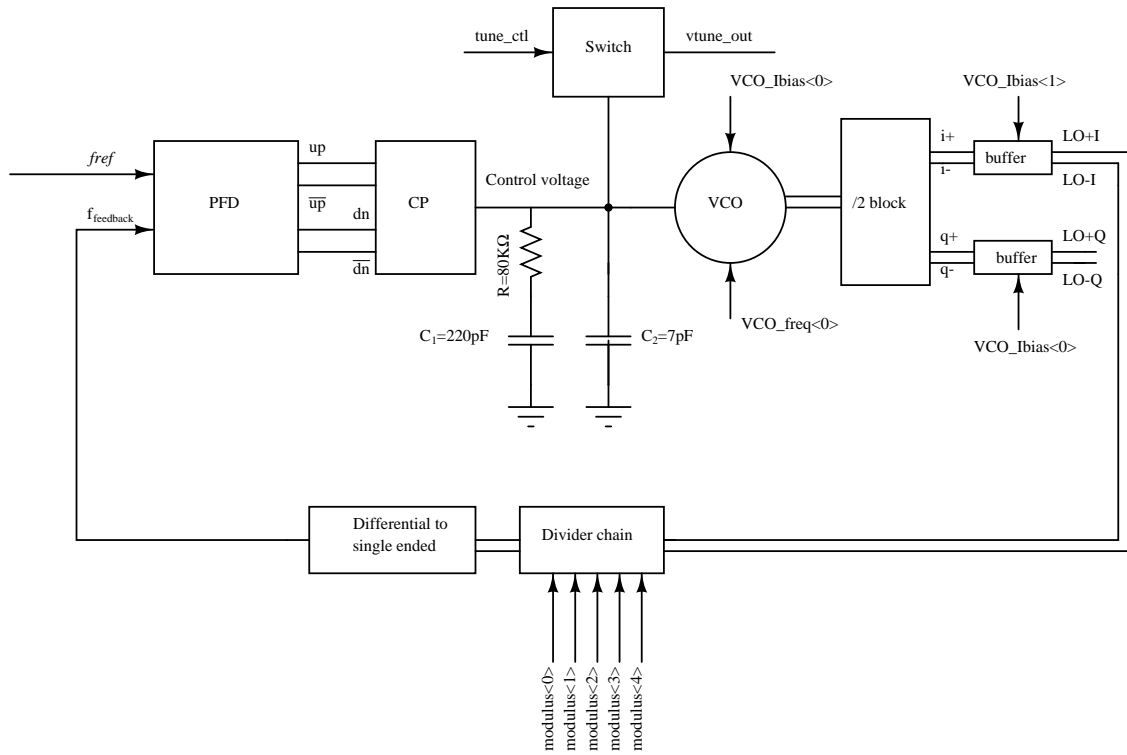 tune_ctl
Switch
vtune_out
VCO_Ibias<0>
VCO_Ibias<1>
fref
PFD
up
up
dn
dn
f feedback
CP
Control voltage
VCO
/2 block
i+
i-
buffer
LO+I
LO-I
q+
q-
buffer
LO+Q
LO-Q
R=80KΩ
C1=220pF
C2=7pF
VCO_freq<0>
VCO_Ibias<0>
Differential to
single ended
Divider chain
modulus<0>
modulus<1>
modulus<2>
modulus<3>
modulus<4>